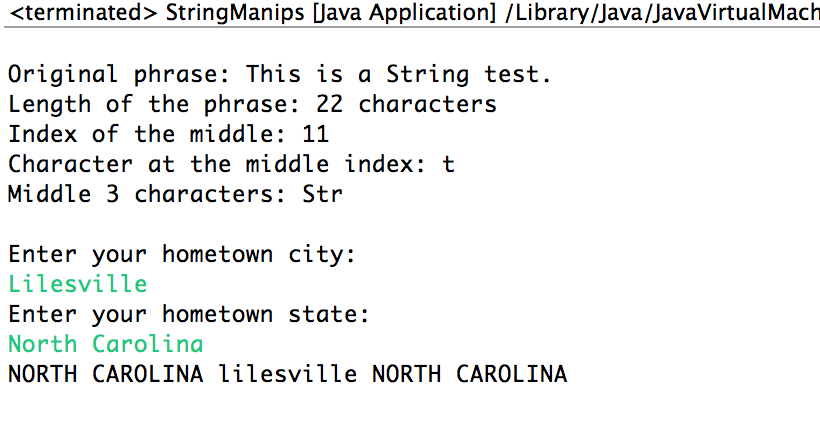 <terminated> StringManips [Java Application] /Library/Java/JavaVirtualMach
Original phrase: This is a String test.
Length of the phrase: 22 characters
Index of the middle: 11
Character at the middle index: t
Middle 3 characters: Str
Enter your hometown city:
Lilesville
Enter your hometown state:
North Carolina
NORTH CAROLINA lilesville NORTH CAROLINA